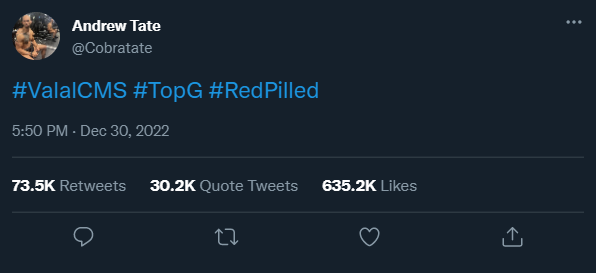 Andrew Tate
@Cobratate
#ValalCMS #TopG #RedPilled
5:50 PM · Dec 30, 2022
73.5K Retweets 30.2K Quote Tweets 635.2K Likes